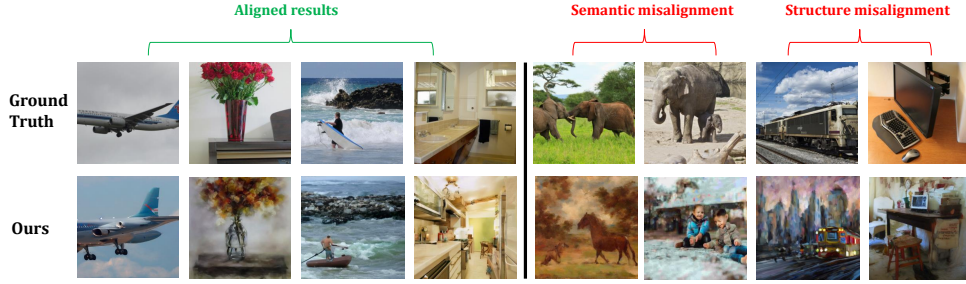 Aligned results
Semantic misalignment
Structure misalignment
Ground
Truth
Ours